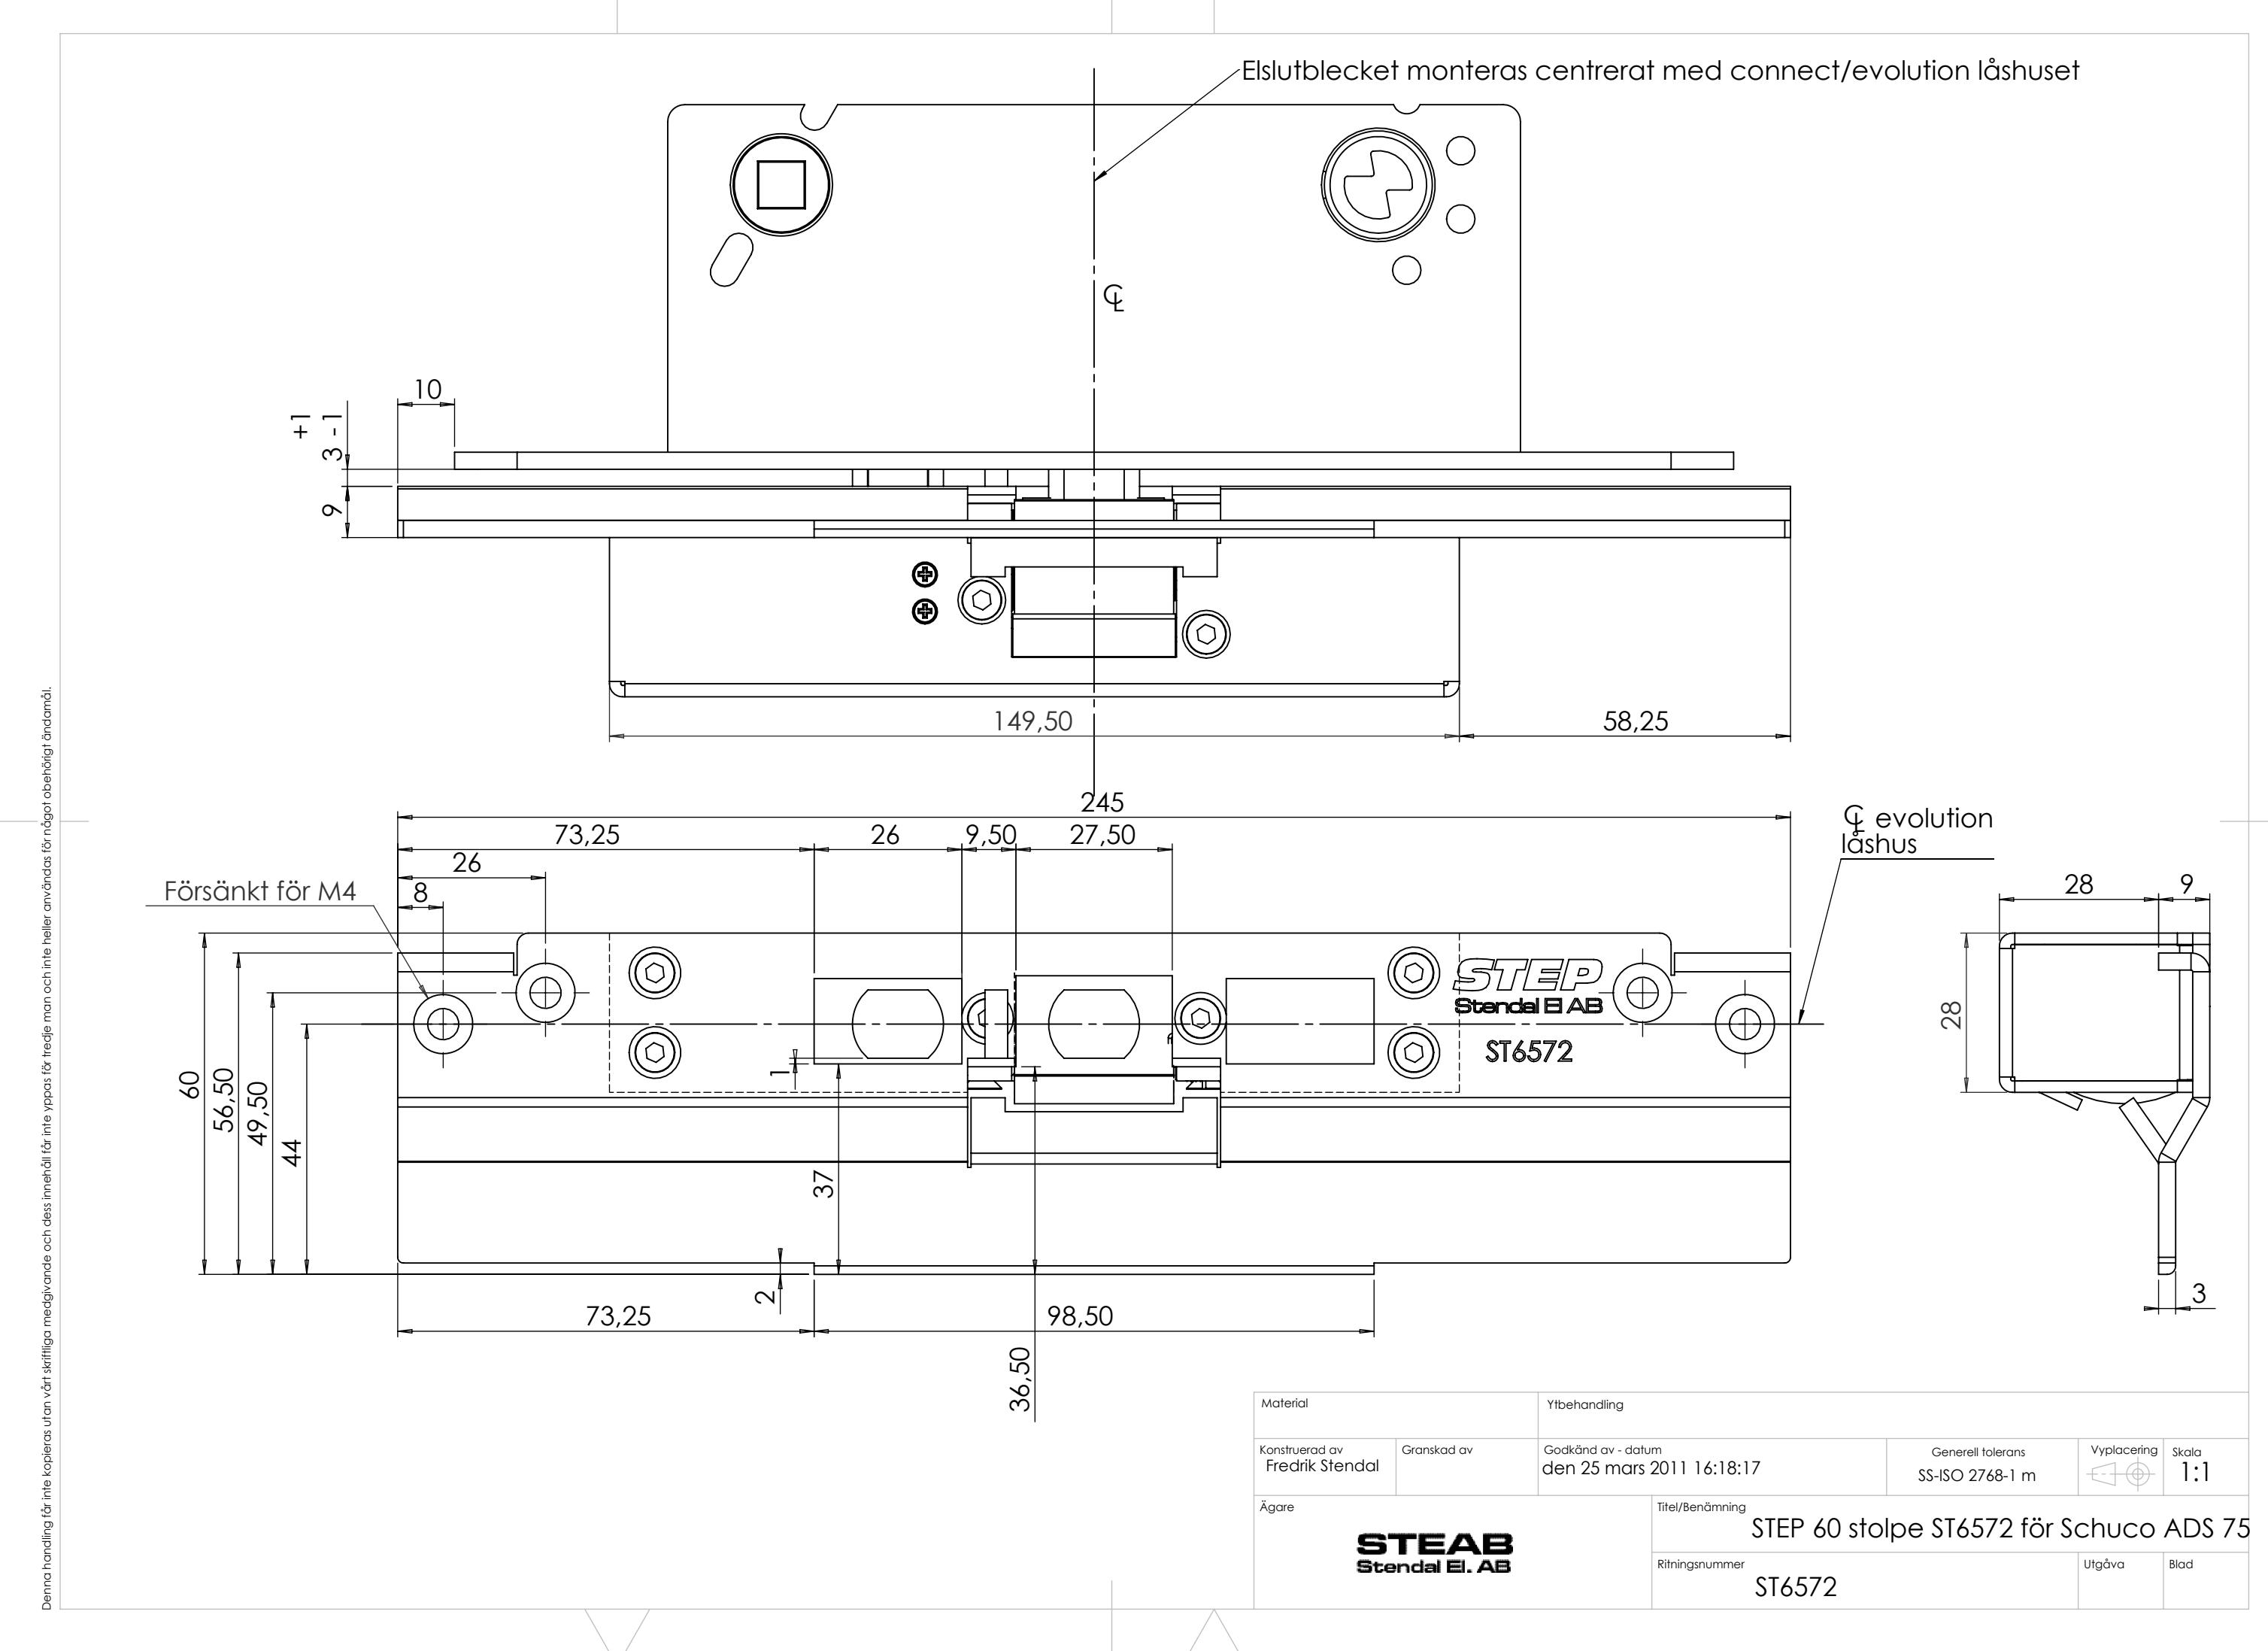 Elslutblecket monteras centrerat med connect/evolution låshuset
℄
10
+1
3 -1
9
149,50
58,25
245
73,25
26
9,50
27,50
26
8
Försänkt för M4
℄ evolution
låshus
28
9
28
3
STEP
Stendal El AB
ST6572
60
56,50
49,50
44
1
37
2
36,50
73,25
98,50
Denna handling får inte kopieras utan vårt skriftliga medgivande och dess innehåll får inte yppas för tredje man och inte heller användas för något obehörigt ändamål.
Material
Ytbehandling
Konstruerad av
Fredrik Stendal
Granskad av
Godkänd av - datum
den 25 mars 2011 16:18:17
Generell tolerans
SS-ISO 2768-1 m
Vyplacering
Skala
1:1
Ägare
STEAB
Stendal El. AB
Titel/Benämning
STEP 60 stolpe ST6572 för Schuco ADS 75
Ritningsnummer
ST6572
Utgåva
Blad